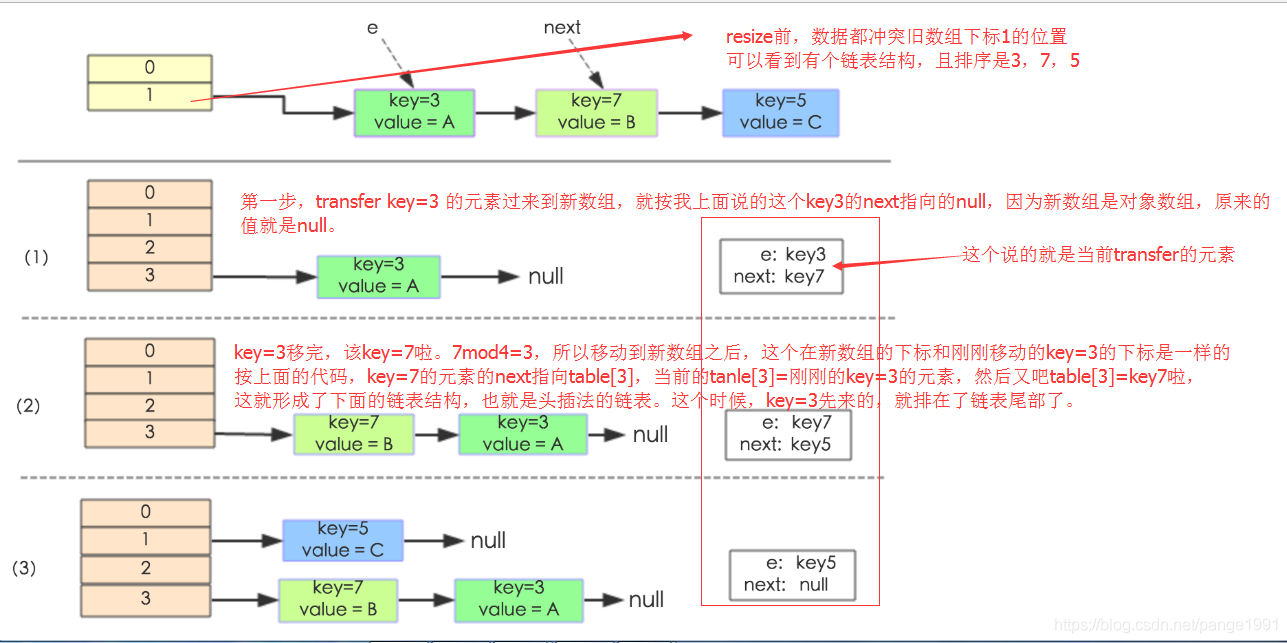 e
next
resize前，数据都冲突旧数组下标1的位置
可以看到有个链表结构，且排序是3，7，5
0
1
key=3
value = A
key=7
value = B
key=5
value = C
第一步，transfer key=3 的元素过来到新数组，就按我上面说的这个key3的next指向的null，因为新数组是对象数组，原来的
值就是null。
(1)
0
1
2
3
key=3
value = A
null
e: key3
next: key7
这个说的就是当前transfer的元素
key=3移完，该key=7啦。7mod4=3，所以移动到新数组之后，这个在新数组的下标和刚刚移动的key=3的下标是一样的
按上面的代码，key=7的元素的next指向table[3]，当前的tanle[3]=刚刚的key=3的元素，然后又吧table[3]=key7啦，
这就形成了下面的链表结构，也就是头插法的链表。这个时候，key=3先来的，就排在了链表尾部了。
(2)
0
1
2
3
key=7
value = B
key=3
value = A
null
e: key7
next: key5
(3)
0
1
2
3
key=5
value = C
null
key=7
value = B
key=3
value = A
null
e: key5
next: null
https://blog.csdn.net/pange1991